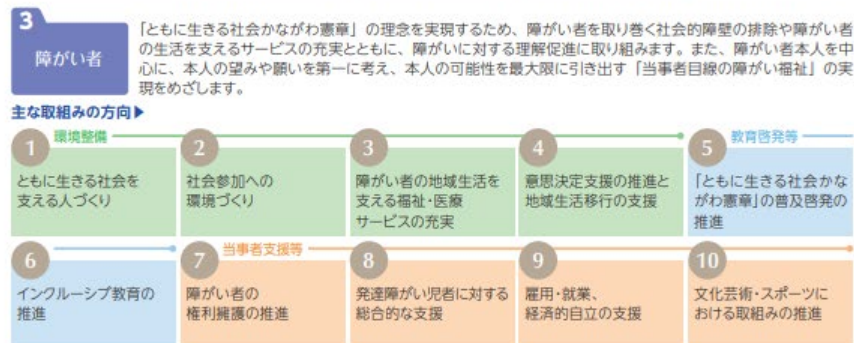 3
障がい者
「ともに生きる社会かながわ憲章」の理念を実現するため、障がい者を取り巻く社会的障壁の排除や障がい者
の生活を支えるサービスの充実とともに、障がいに対する理解促進に取り組みます。また、障がい者本人を中
心に、本人の望みや願いを第一に考え、本人の可能性を最大限に引き出す「当事者目線の障がい福祉」の実
現をめざします。
主な取組みの方向▶
環境整備
1
ともに生きる社会を
支える人づくり
2
社会参加への
環境づくり
3
障がい者の地域生活を
支える福祉・医療
サービスの充実
4
意思決定支援の推進と
地域生活移行の支援
教育啓発等
5
「ともに生きる社会かな
がわ憲章」の普及啓発の
推進
6
インクルーシブ教育の
推進
当事者支援等
7
障がい者の
権利擁護の推進
8
発達障がい児者に対する
総合的な支援
9
雇用・就業、
経済的自立の支援
10
文化芸術・スポーツに
おける取組みの推進